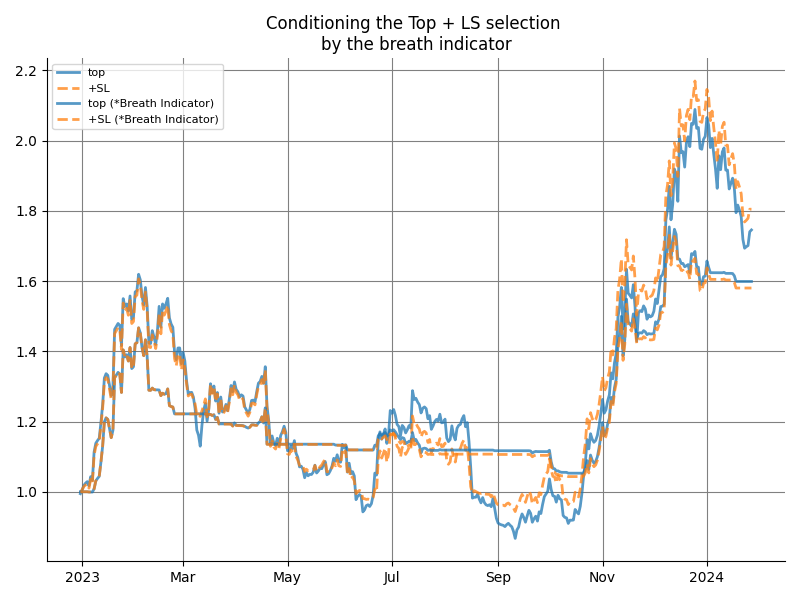 Conditioning the Top + LS selection
by the breath indicator
top
+SL
top (*Breath Indicator)
+SL (*Breath Indicator)
2.2
2.0
1.8
1.6
1.4
1.2
1.0
2023
Mar
May
Jul
Sep
Nov
2024